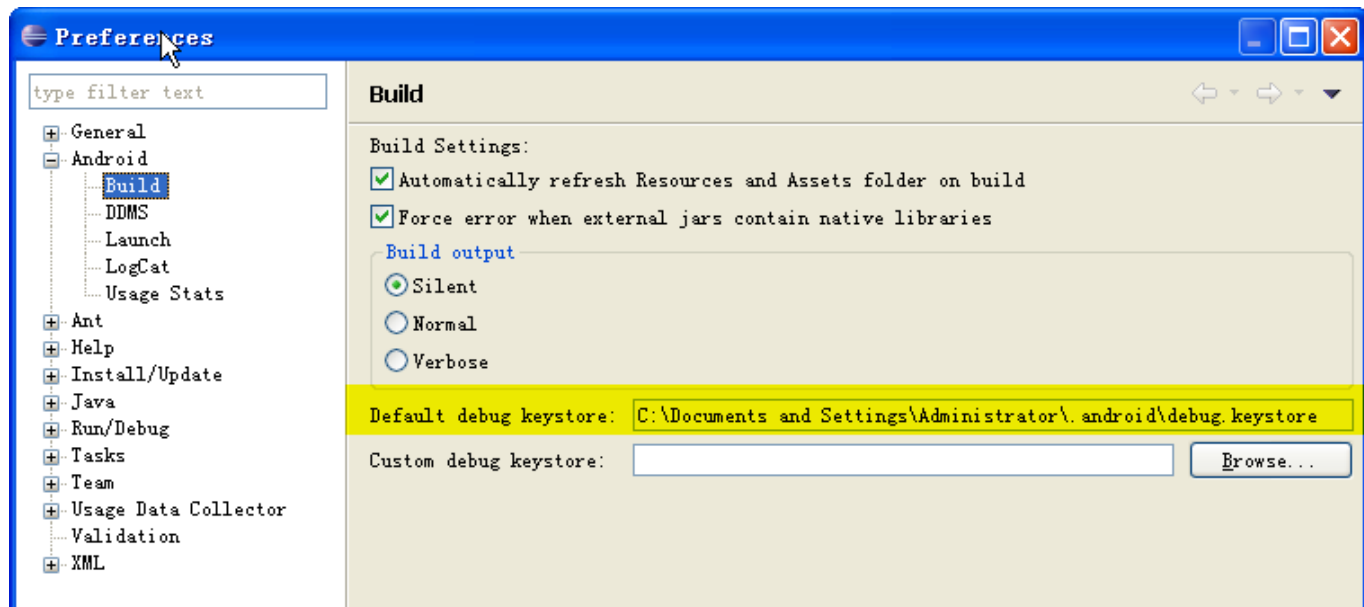 Preferences
type filter text
General
Android
Build
DDMS
Launch
LogCat
Usage Stats
Ant
Help
Install/Update
Java
Run/Debug
Tasks
Team
Usage Data Collector
Validation
XML
Build
Build Settings:
Automatically refresh Resources and Assets folder on build
Force error when external jars contain native libraries
Build output
Silent
Normal
Verbose
Default debug keystore: C:\Documents and Settings\Administrator\.android\debug.keystore
Custom debug keystore: Browse...